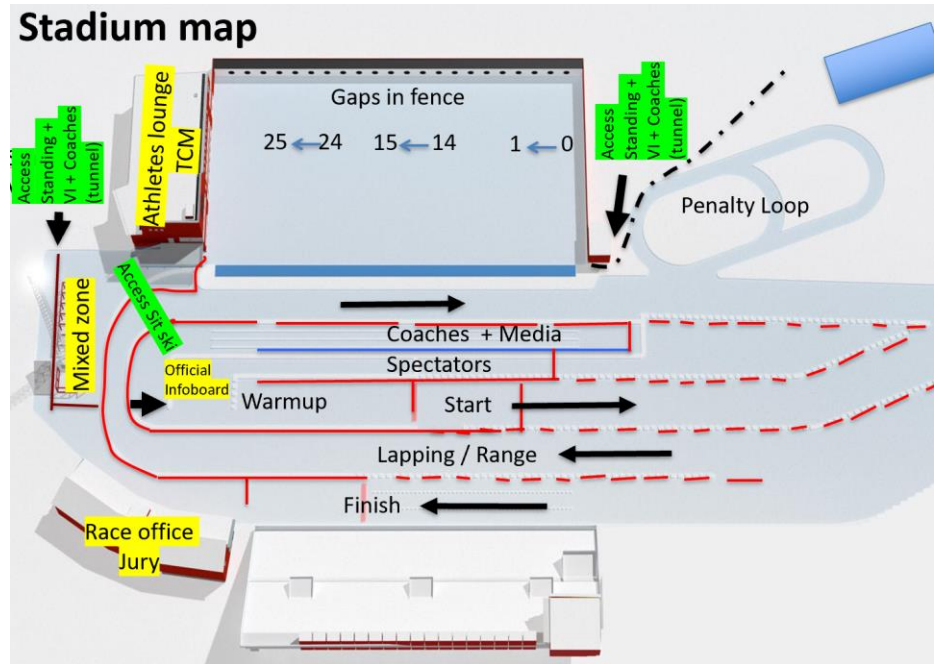 Stadium map
Access
Standing +
VI + Coaches
(tunnel)
Athletes lounge
TCM
Gaps in fence
25 24 15 14 1 0
Access
Standing +
VI + Coaches
(tunnel)
Penalty Loop
Mixed zone
Access Sit ski
Coaches + Media
Spectators
Official
Infoboard
Warmup
Start
Lapping / Range
Finish
Race office
Jury